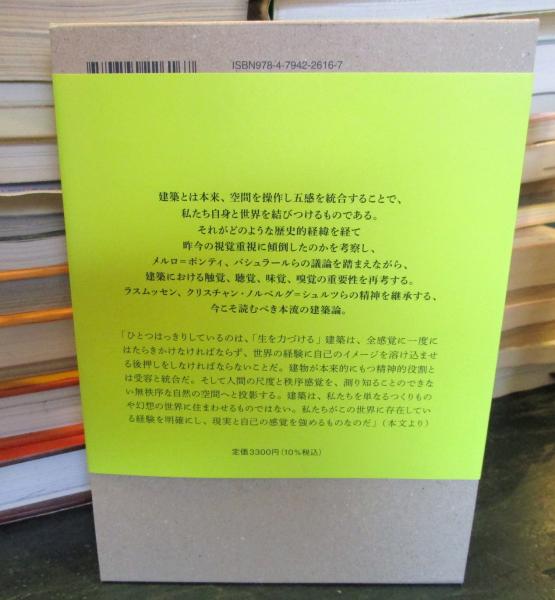 ISBN978-4-7942-2616-7
建築とは本来、空間を操作し五感を統合することで、
私たち自身と世界を結びつけるものである。
それがどのような歴史的経緯を経て
昨今の視覚重視に傾倒したのかを考察し、
メルロ=ポンティ、バシュラールらの議論を踏まえながら、
建築における触覚、聴覚、味覚、嗅覚の重要性を再考する。
ラスムッセン、クリスチャン・ノルベルグ=シュルツらの精神を継承する、
今こそ読むべき本流の建築論。
「ひとつはっきりしているのは、「生を力づける」建築は、全感覚に一度に
はたらきかけなければならず、世界の経験に自己のイメージを溶け込ませ
る後押しをしなければならないことだ。建物が本来的にもつ精神的役割と
は受容と統合だ。そして人間の尺度と秩序感覚を、測り知ることのできな
い無秩序な自然の空間へと投影する。建築は、私たちを単なるつくりもの
や幻想の世界に住まわせるものではない。私たちがこの世界に存在してい
る経験を明確にし、現実と自己の感覚を強めるものなのだ」(本文より)
定価3300円(10%税込)